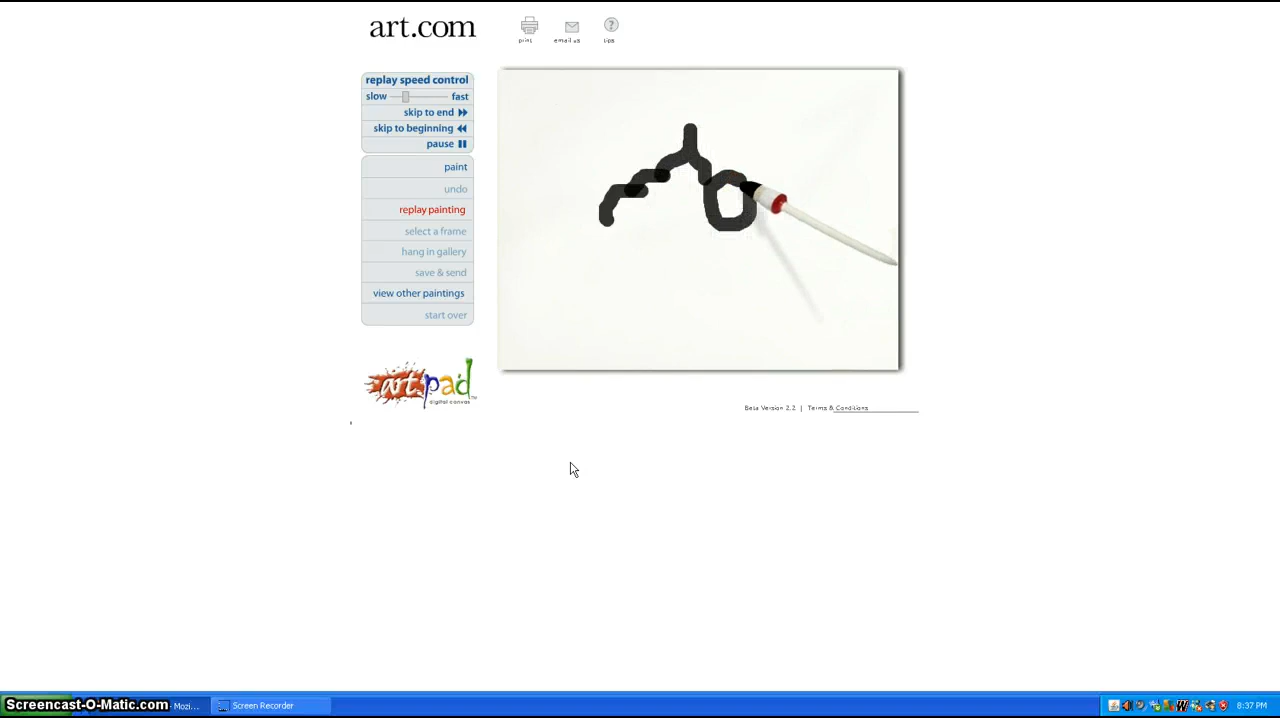 art.com
print email us tips
replay speed control
slow fast
skip to end
skip to beginning
pause
paint
undo
replay painting
select a frame
hang in gallery
save & send
view other paintings
start over
artpad
digital canvas
Beta Version 2.2 | Terms & Conditions
Screencast-O-Matic.com Mozi... Screen Recorder 8:37 PM